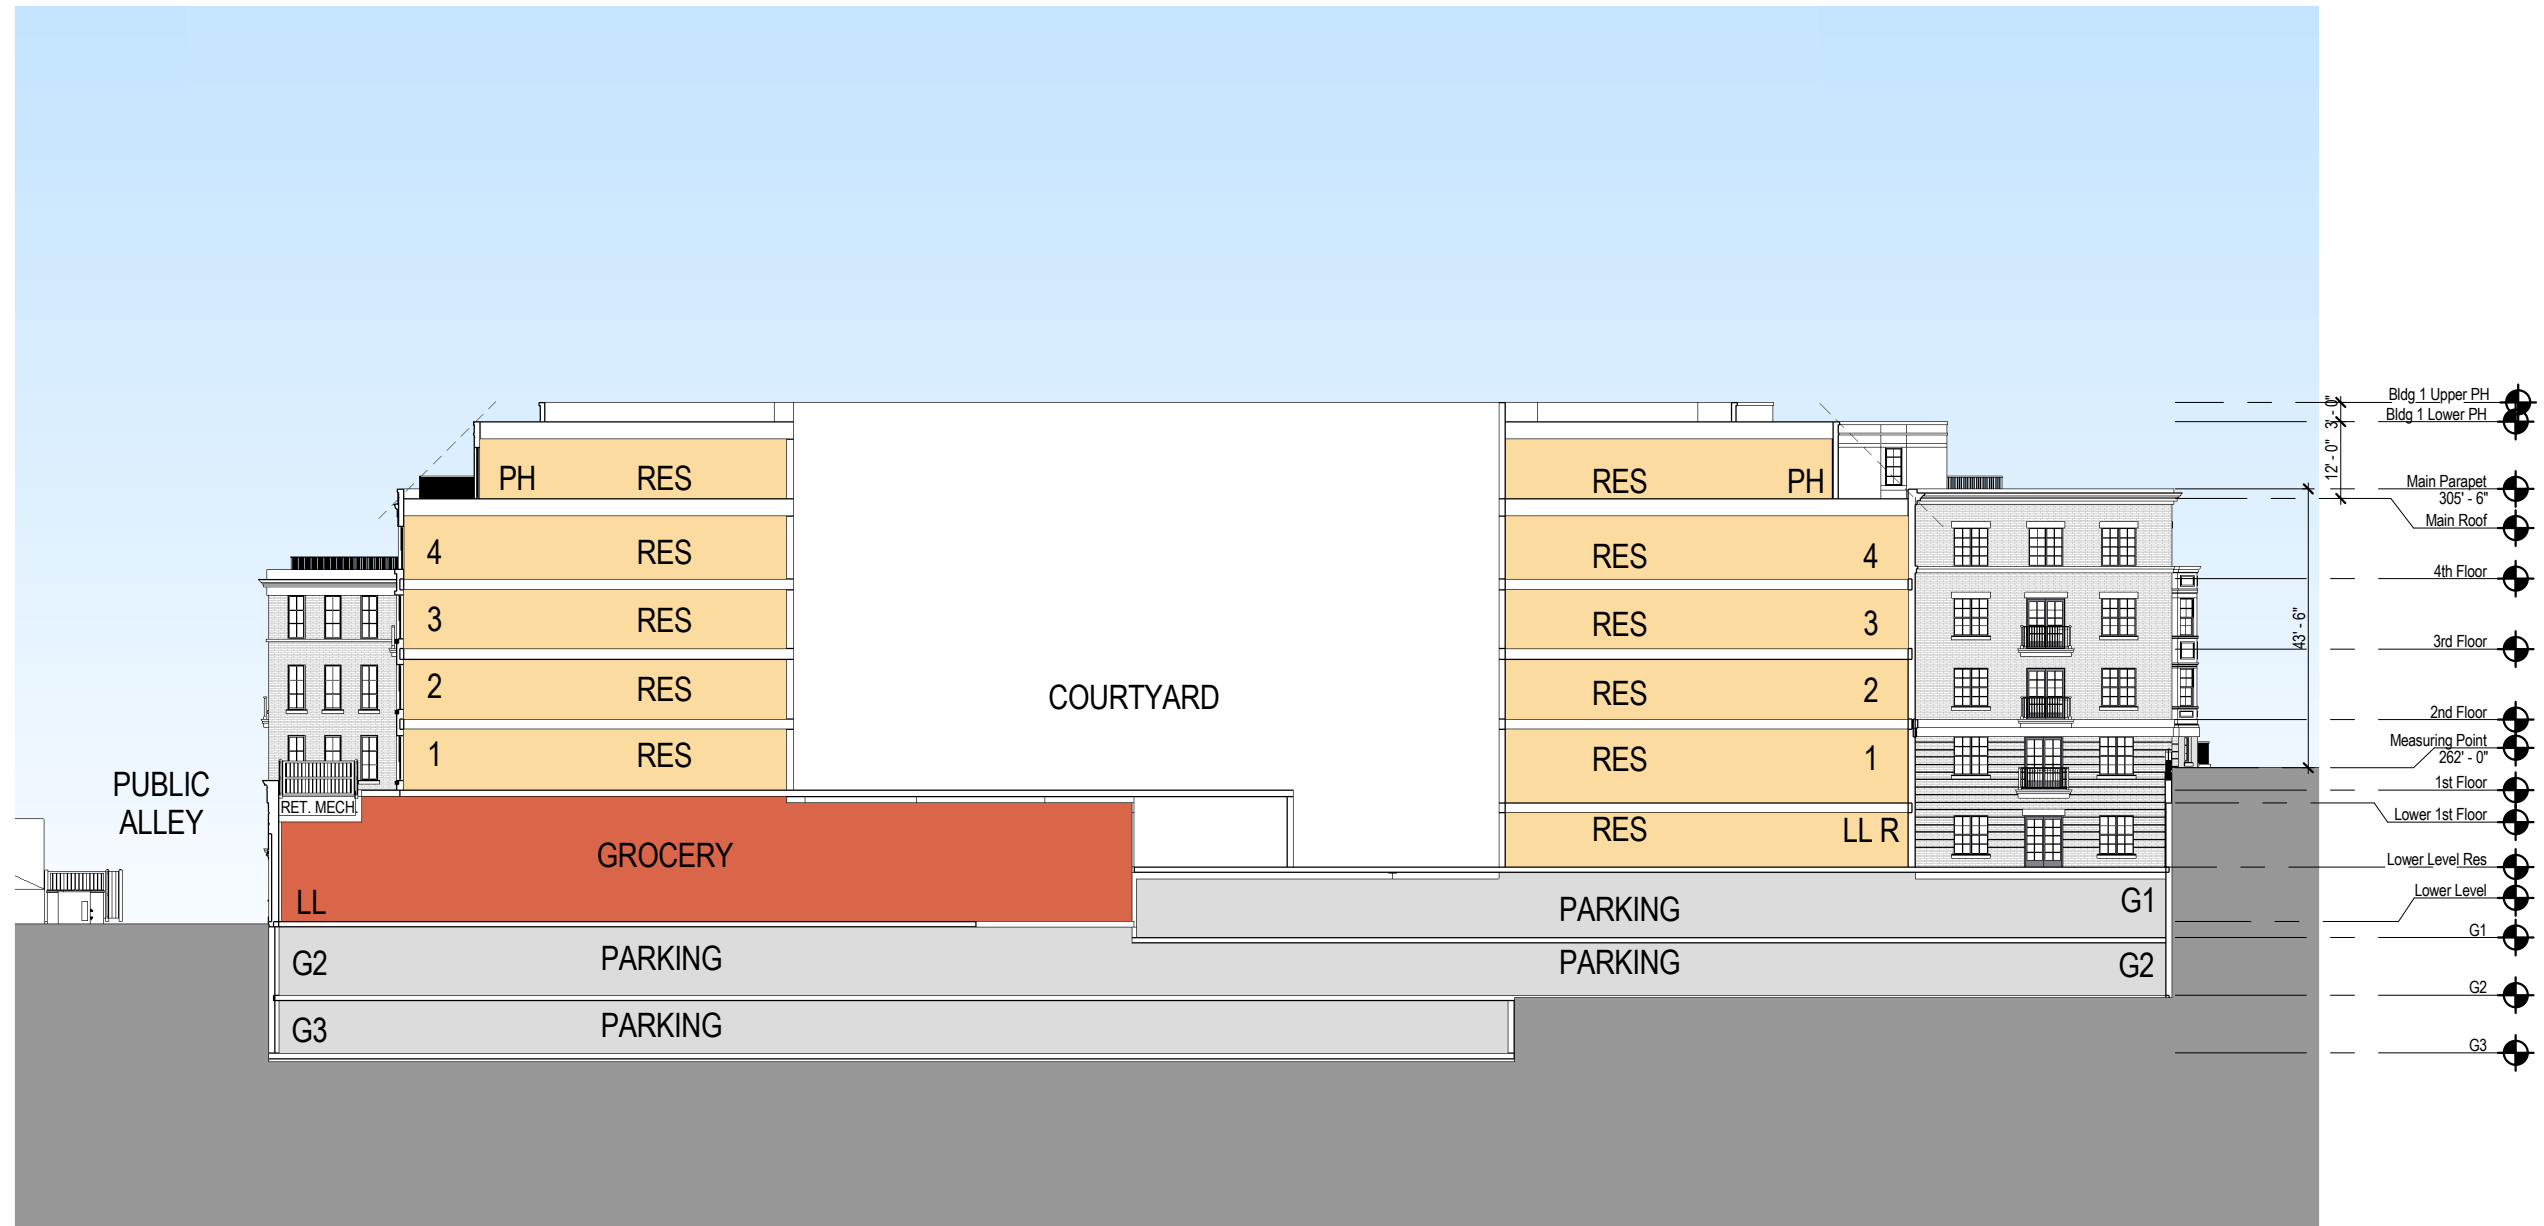 Bldg 1 Upper PH
3' - 0"
Bldg 1 Lower PH
12' - 0"
PH RES
RES PH
Main Parapet
305' - 6"
Main Roof
4 RES
RES 4
4th Floor
3 RES
RES 3
43' - 6"
3rd Floor
2 RES
COURTYARD
RES 2
2nd Floor
Measuring Point
262' - 0"
1 RES
RES 1
1st Floor
PUBLIC
ALLEY
RET. MECH.
Lower 1st Floor
GROCERY
RES LL R
Lower Level Res
LL
Lower Level
PARKING G1
G1
G2 PARKING
PARKING G2
G2
G3 PARKING
G3